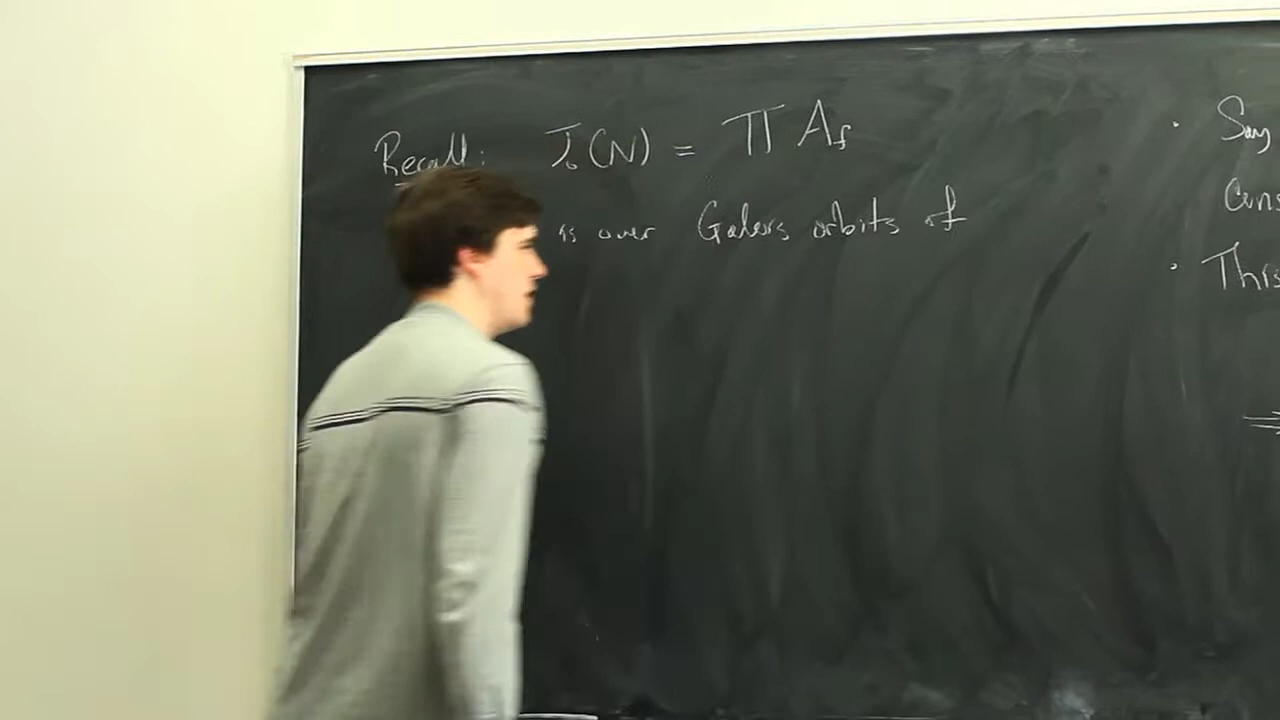 Recall: J₀(N) = ∏ A_f
is over Galois orbits of
Say
Cons
This